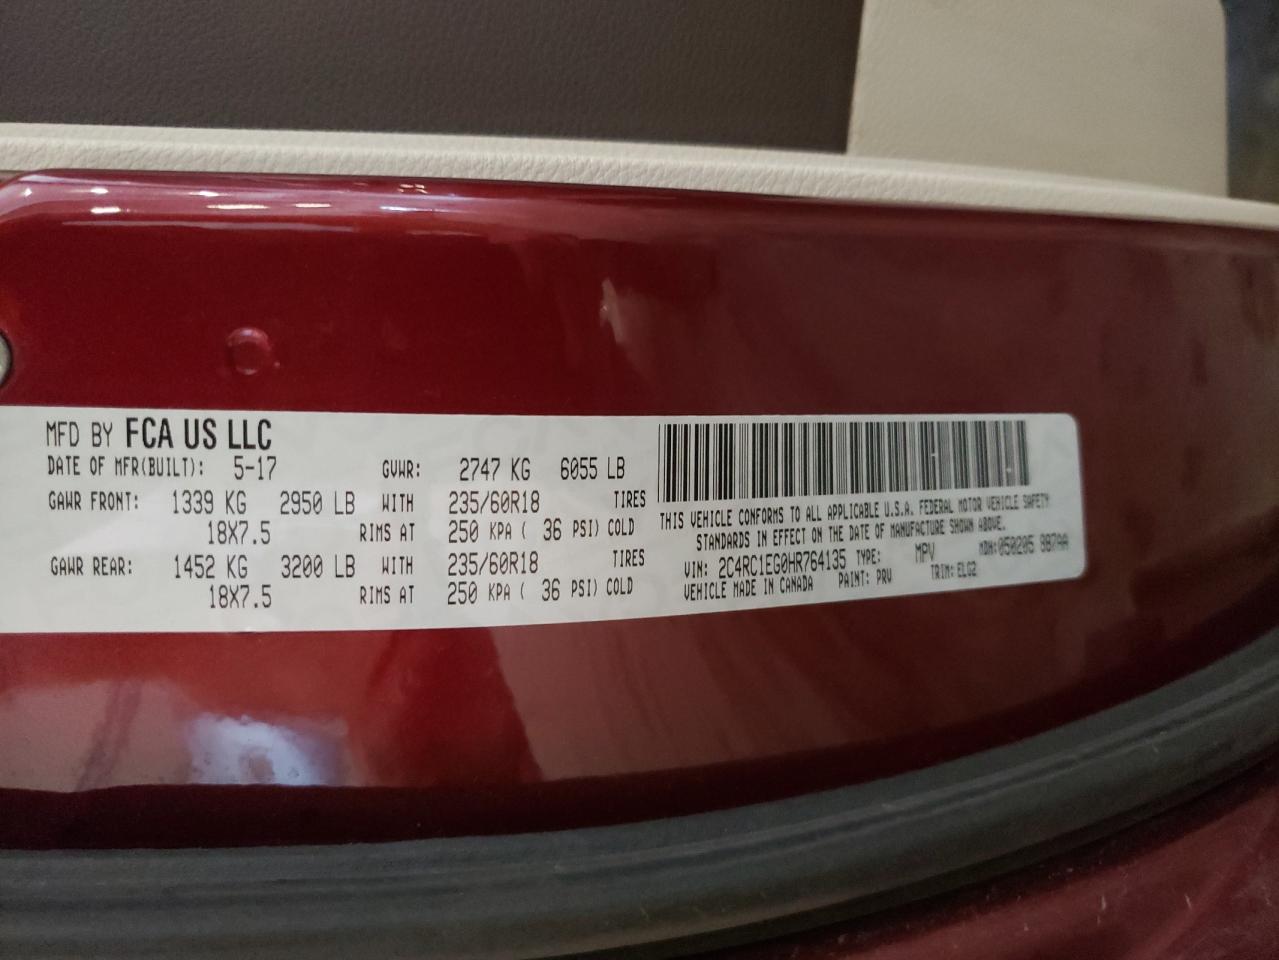 MFD BY FCA US LLC
DATE OF MFR(BUILT): 5-17 GVWR: 2747 KG 6055 LB
GAWR FRONT: 1339 KG 2950 LB WITH 235/60R18 TIRES
18X7.5 RIMS AT 250 KPA ( 36 PSI) COLD
GAWR REAR: 1452 KG 3200 LB WITH 235/60R18 TIRES
18X7.5 RIMS AT 250 KPA ( 36 PSI) COLD
THIS VEHICLE CONFORMS TO ALL APPLICABLE U.S.A. FEDERAL MOTOR VEHICLE SAFETY
STANDARDS IN EFFECT ON THE DATE OF MANUFACTURE SHOWN ABOVE.
VIN: 2C4RC1EG0HR764135 TYPE: MPV MDH:050205 987AA
VEHICLE MADE IN CANADA PAINT: PRV TRIM: ELG2